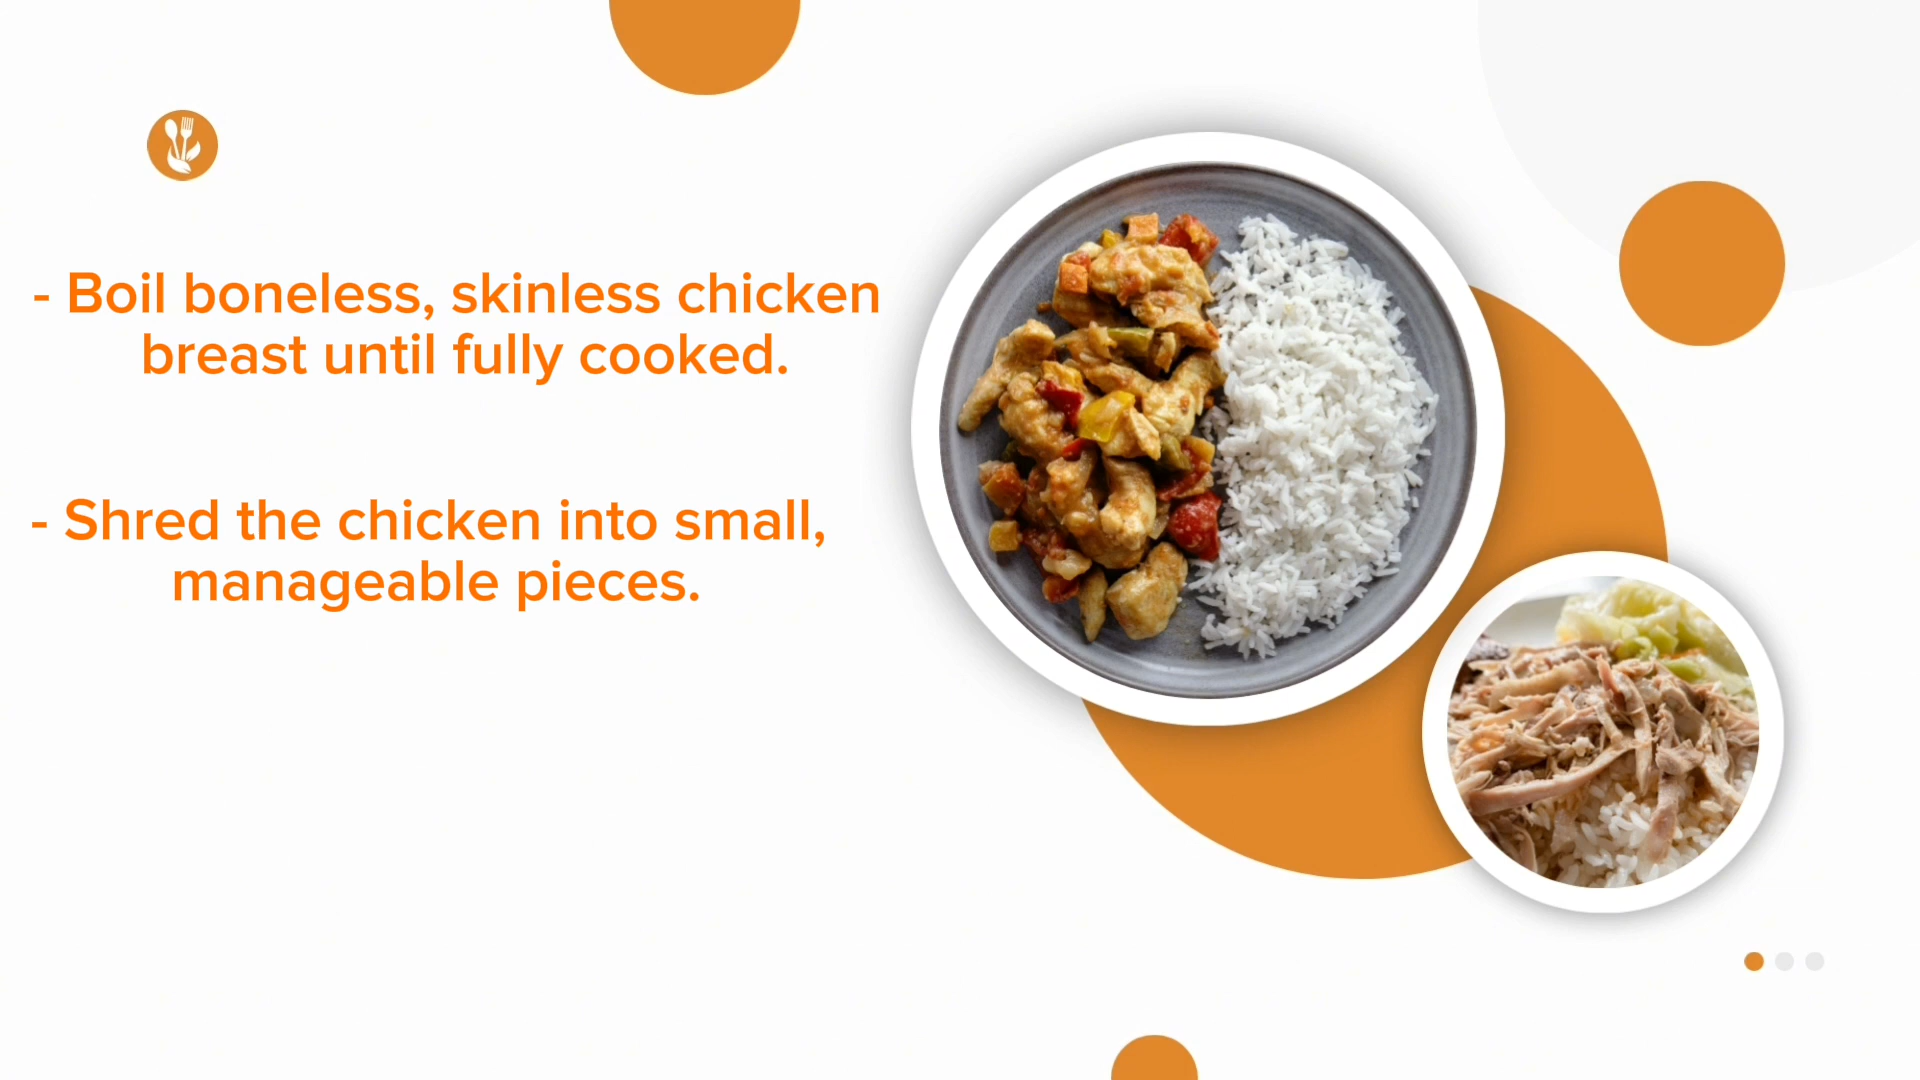 - Boil boneless, skinless chicken
breast until fully cooked.
- Shred the chicken into small,
manageable pieces.